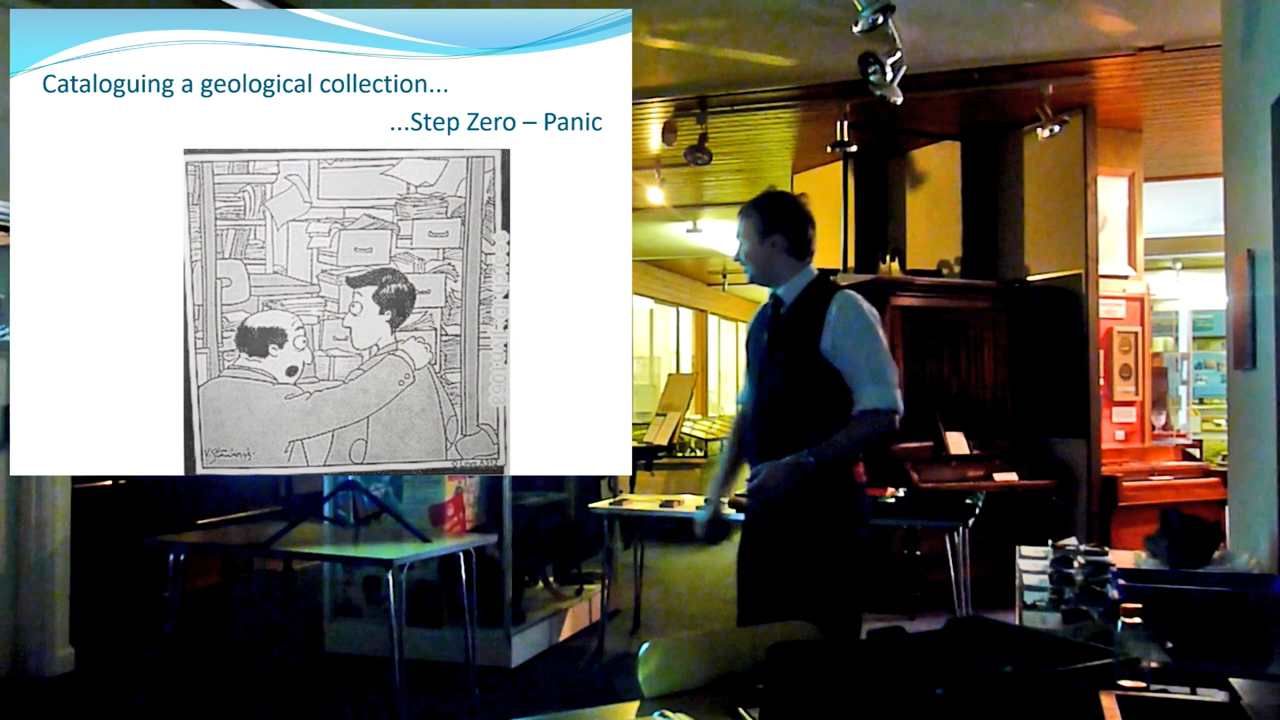 Cataloguing a geological collection...
...Step Zero – Panic